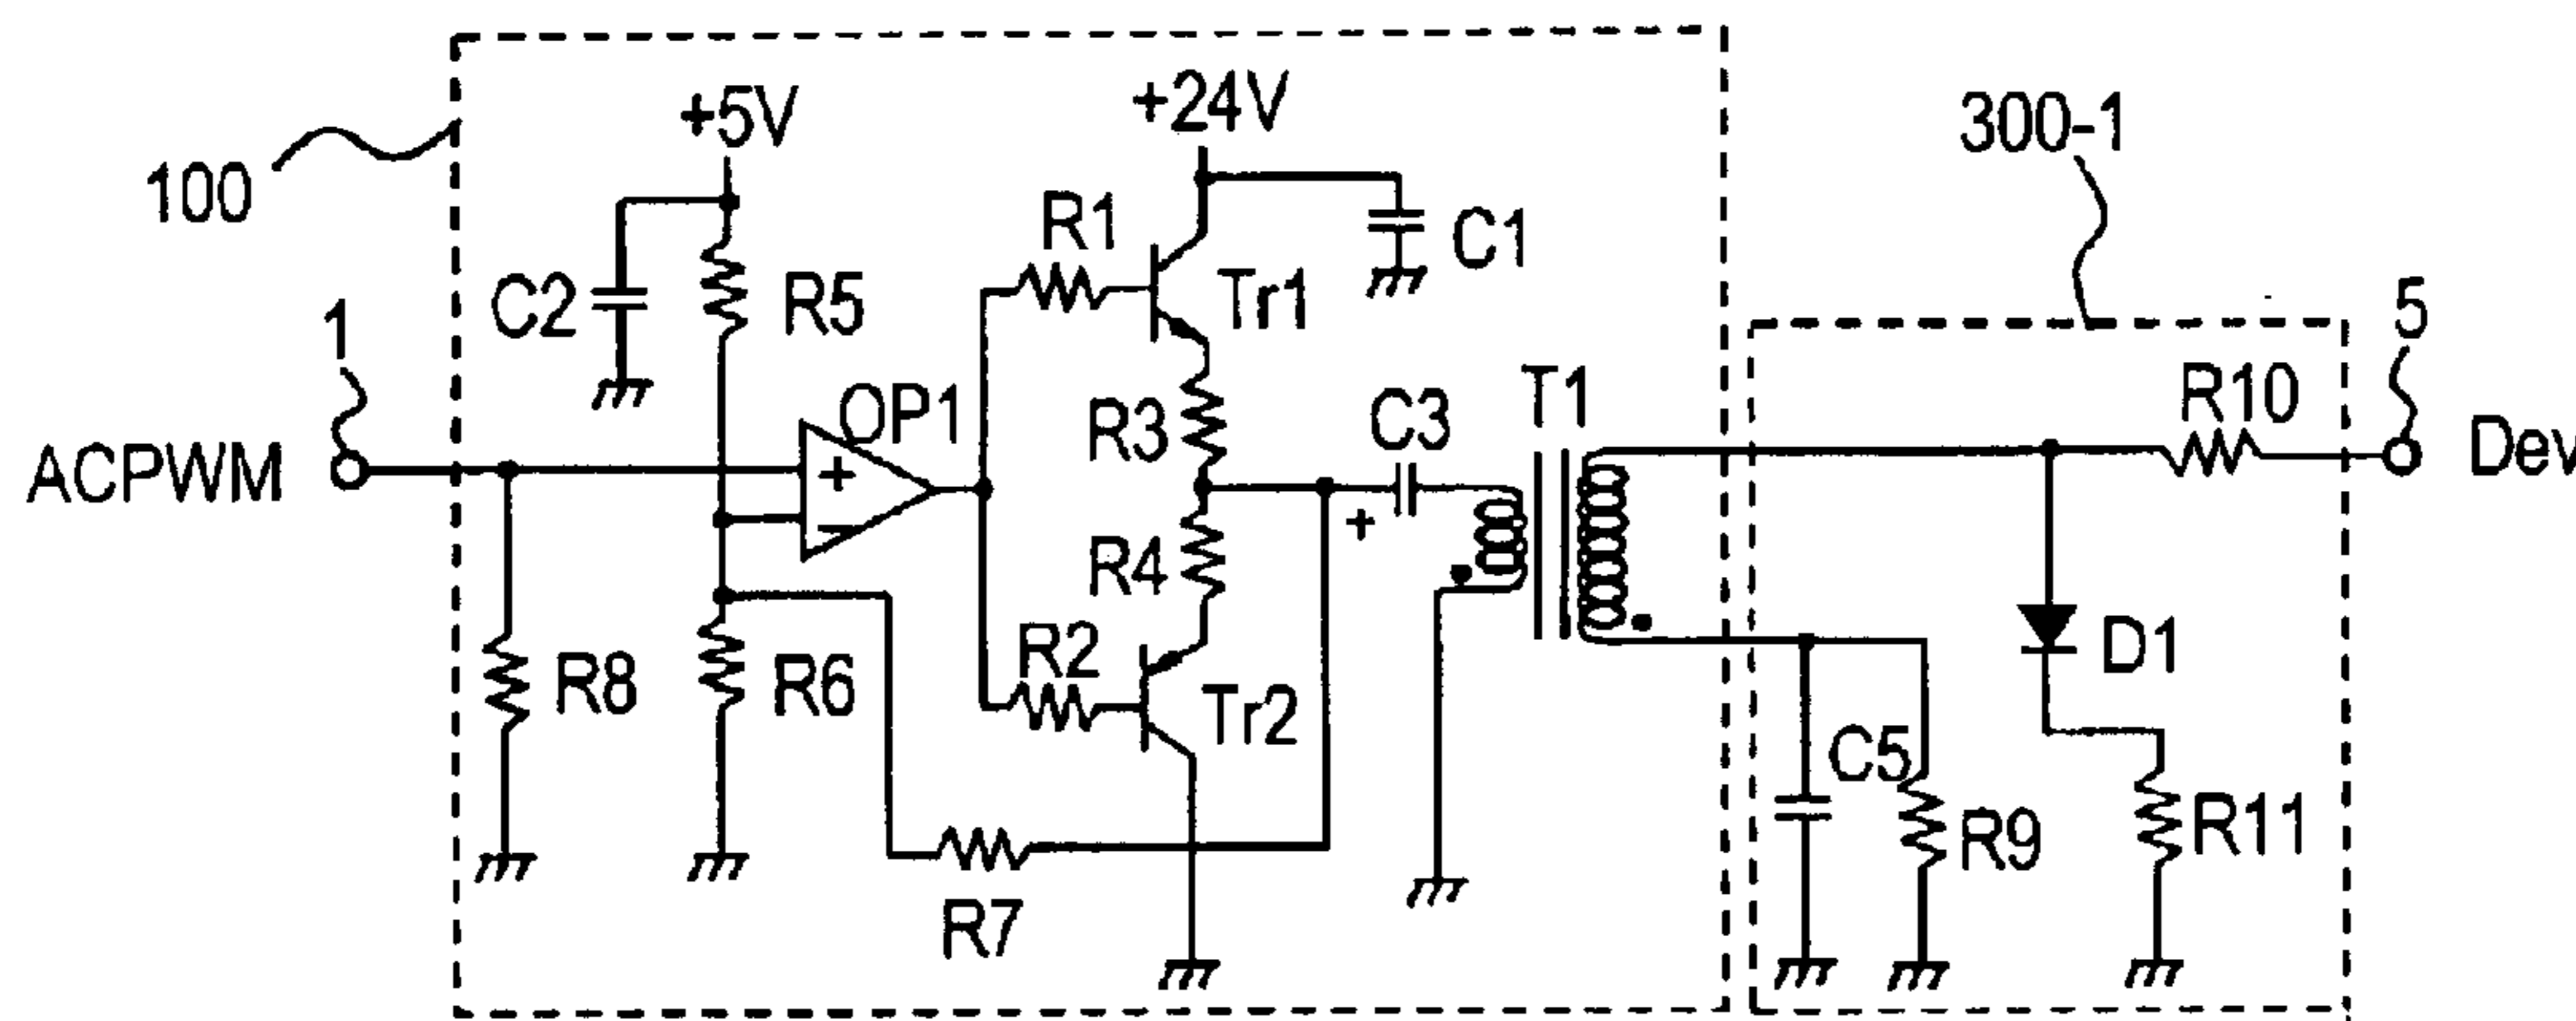 +5V
+24V
300-1
100
R1
C1
C2
R5
Tr1
1
5
OP1
R3
C3
T1
R10
ACPWM
+
Dev
−
+
R4
R2
D1
R8
R6
Tr2
C5
R9
R11
R7